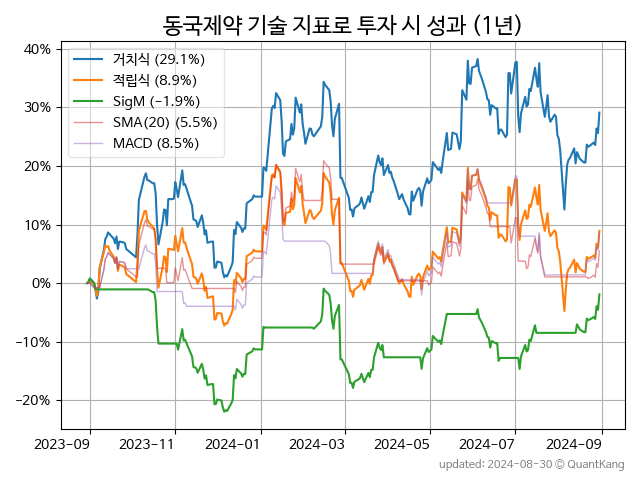 동국제약 기술 지표로 투자 시 성과 (1년)
거치식 (29.1%)
적립식 (8.9%)
SigM (−1.9%)
SMA(20) (5.5%)
MACD (8.5%)
40%
30%
20%
10%
0%
−10%
−20%
2023-09 2023-11 2024-01 2024-03 2024-05 2024-07 2024-09
updated: 2024-08-30 © QuantKang